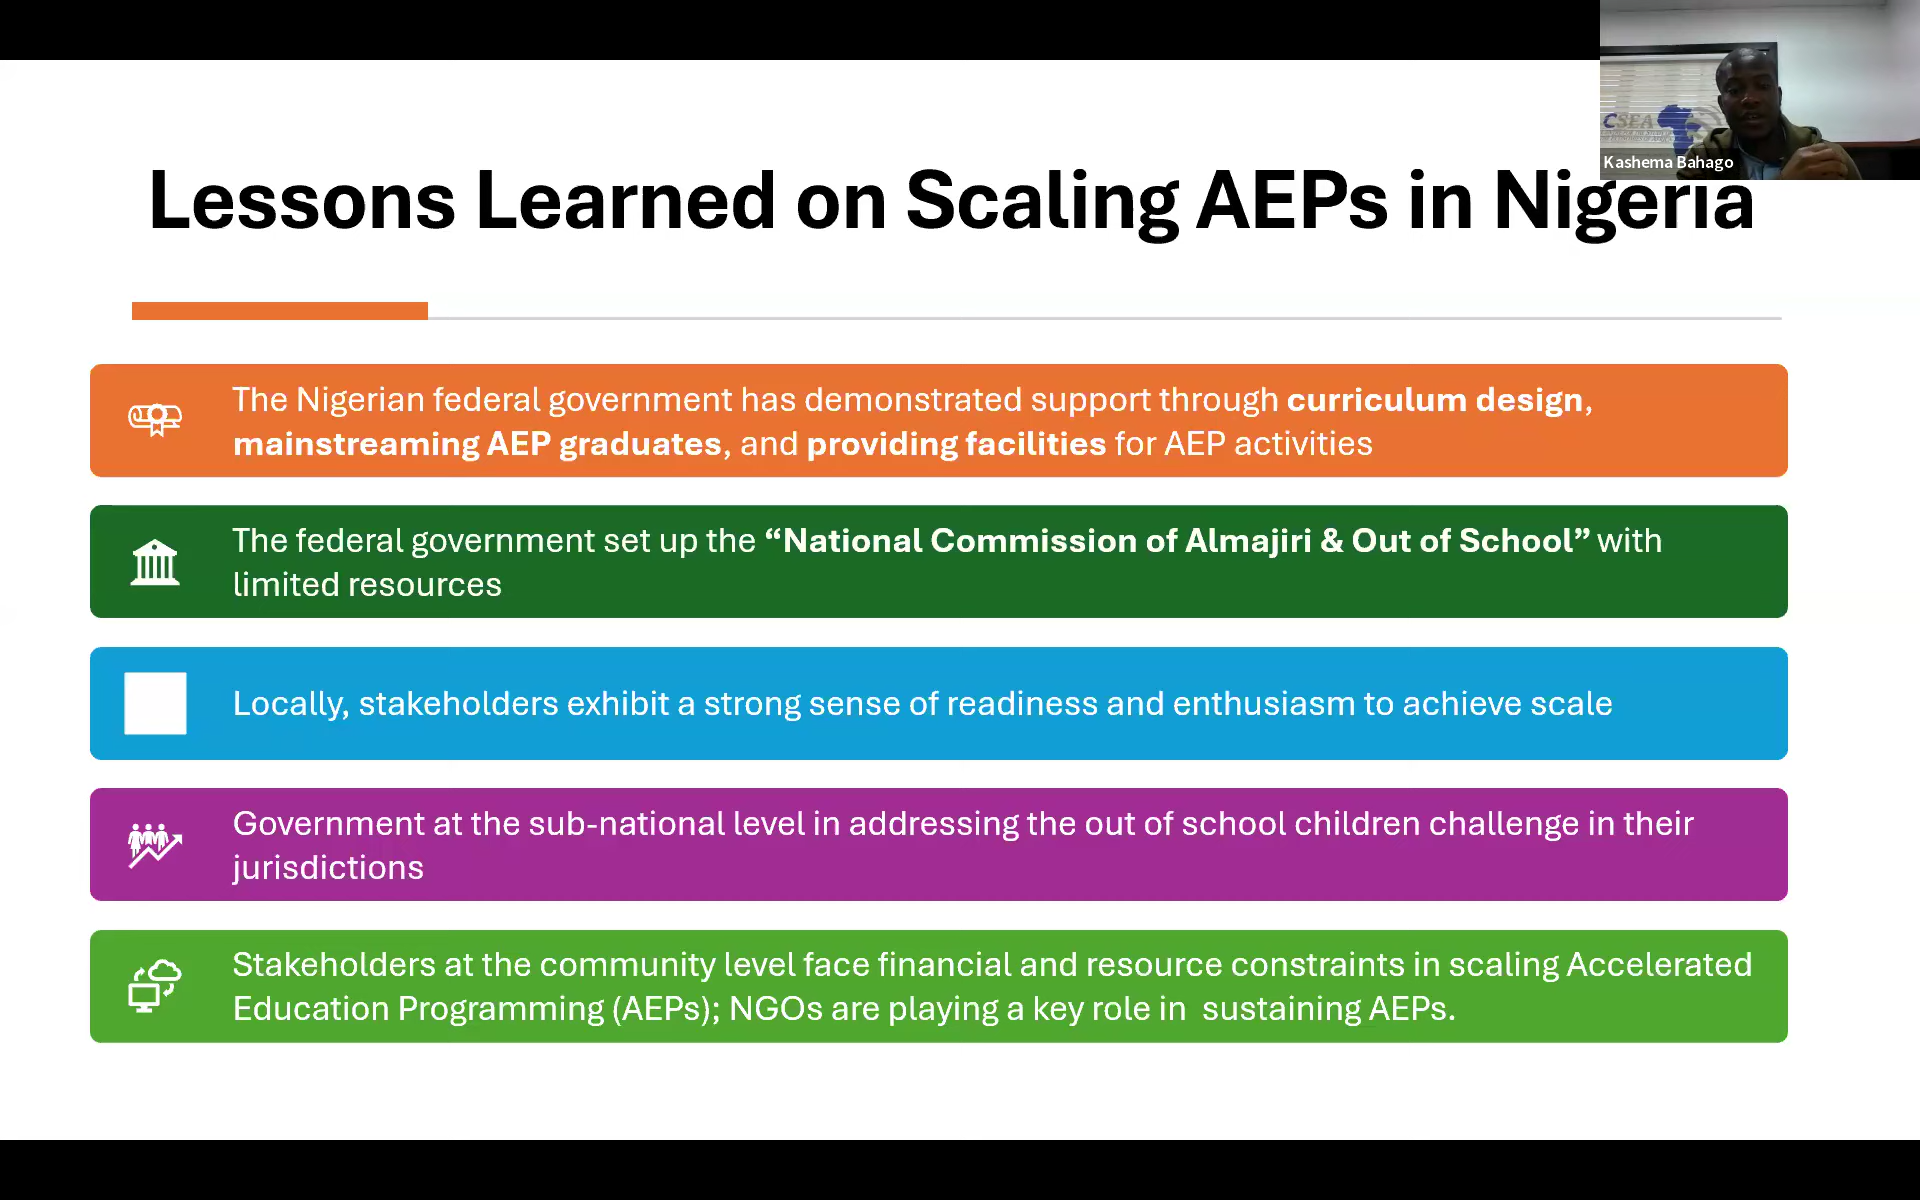 CSEA
Kashema Bahago
Lessons Learned on Scaling AEPs in Nigeria
The Nigerian federal government has demonstrated support through curriculum design,
mainstreaming AEP graduates, and providing facilities for AEP activities
The federal government set up the “National Commission of Almajiri & Out of School” with
limited resources
Locally, stakeholders exhibit a strong sense of readiness and enthusiasm to achieve scale
Government at the sub-national level in addressing the out of school children challenge in their
jurisdictions
Stakeholders at the community level face financial and resource constraints in scaling Accelerated
Education Programming (AEPs); NGOs are playing a key role in  sustaining AEPs.